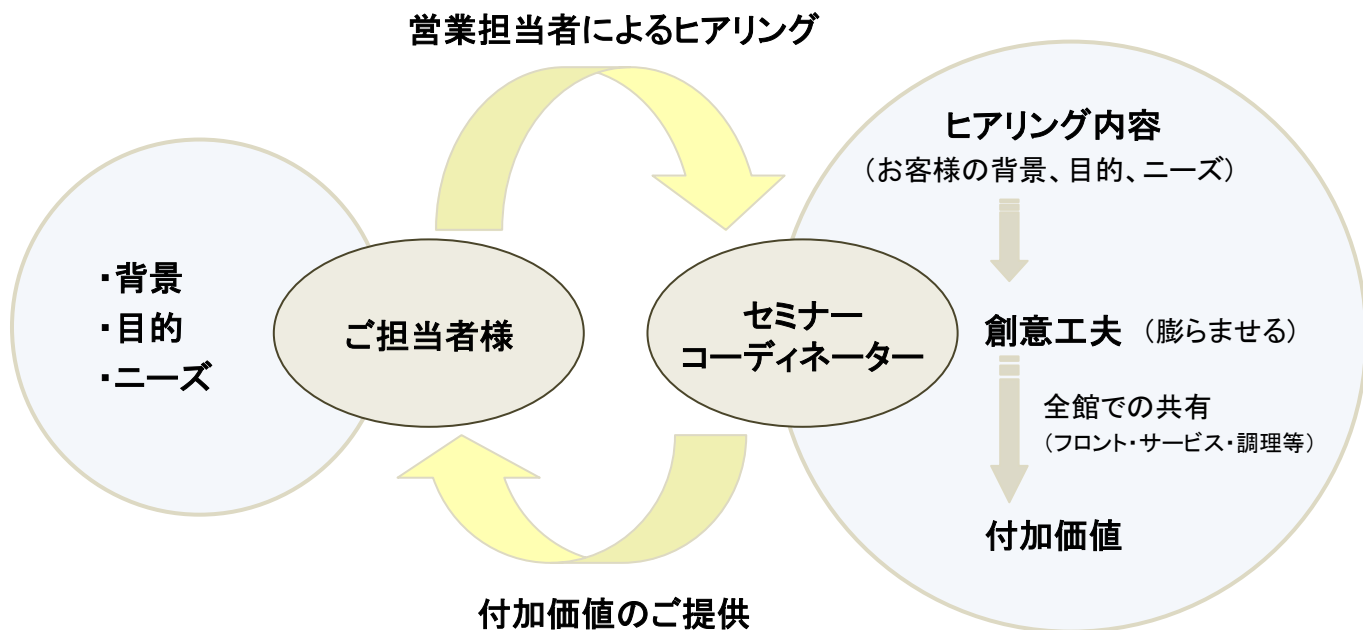 営業担当者によるヒアリング
・背景
・目的
・ニーズ
ご担当者様
セミナー
コーディネーター
ヒアリング内容
（お客様の背景、目的、ニーズ）
創意工夫（膨らませる）
全館での共有
（フロント・サービス・調理等）
付加価値
付加価値のご提供